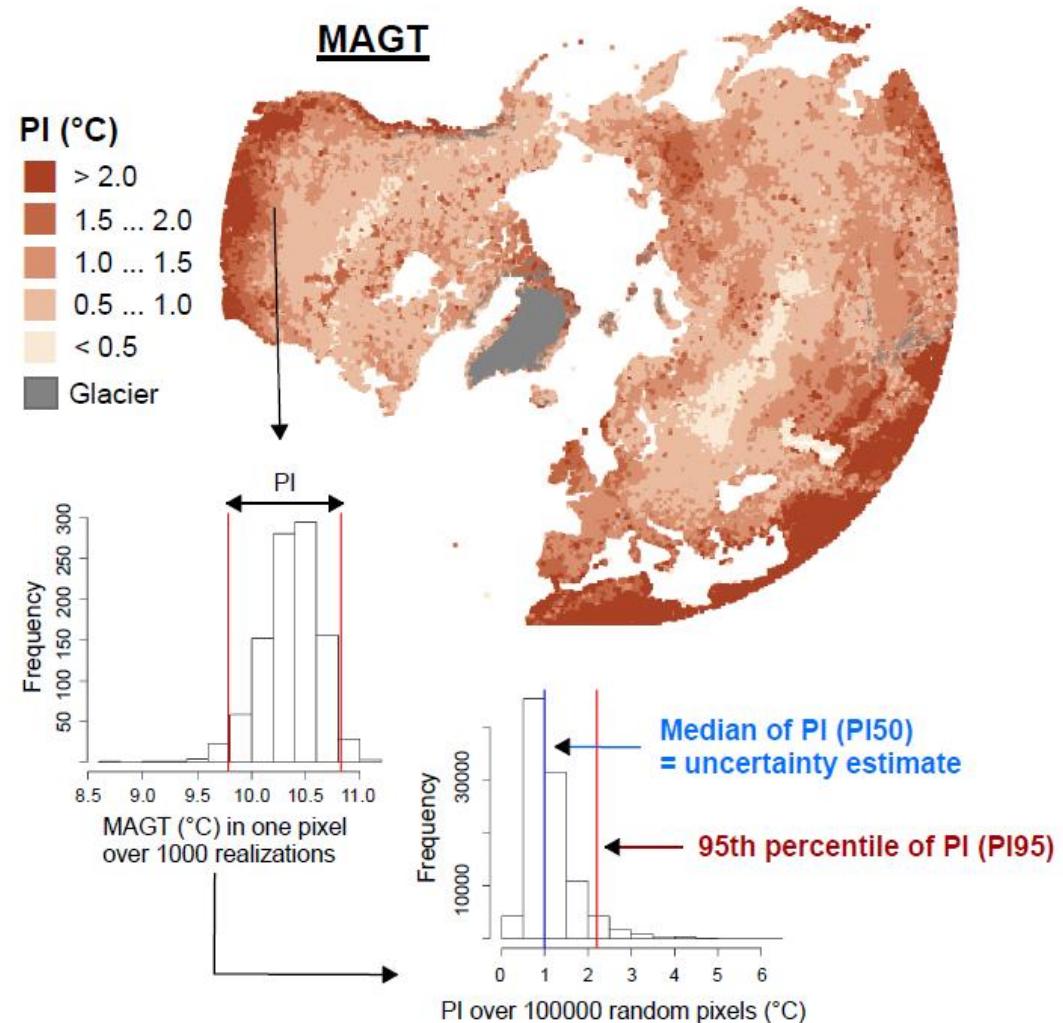 MAGT
PI (°C)
> 2.0
1.5 ... 2.0
1.0 ... 1.5
0.5 ... 1.0
< 0.5
Glacier
PI
Frequency
300
250
200
150
100
50
8.5 9.0 9.5 10.0 10.5 11.0
MAGT (°C) in one pixel
over 1000 realizations
Frequency
30000
10000
0 1 2 3 4 5 6
PI over 100000 random pixels (°C)
Median of PI (PI50)
= uncertainty estimate
95th percentile of PI (PI95)